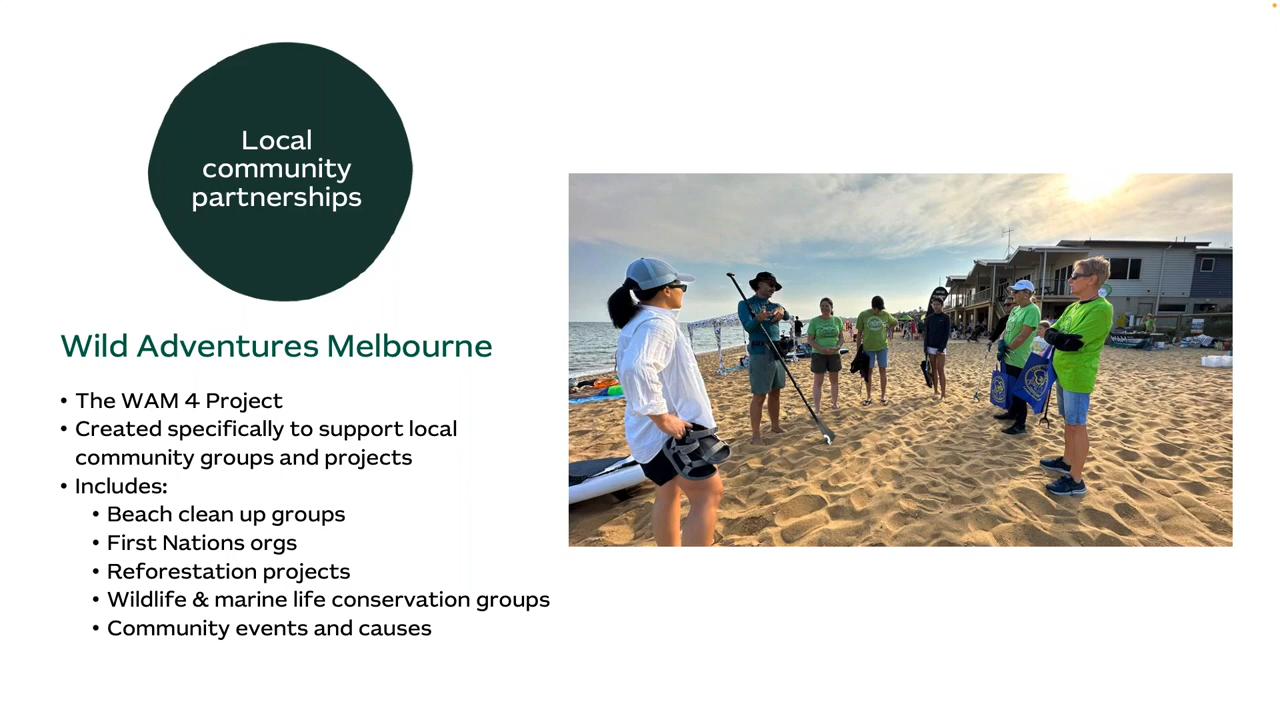 Local
community
partnerships
Wild Adventures Melbourne
• The WAM 4 Project
• Created specifically to support local
community groups and projects
• Includes:
• Beach clean up groups
• First Nations orgs
• Reforestation projects
• Wildlife & marine life conservation groups
• Community events and causes